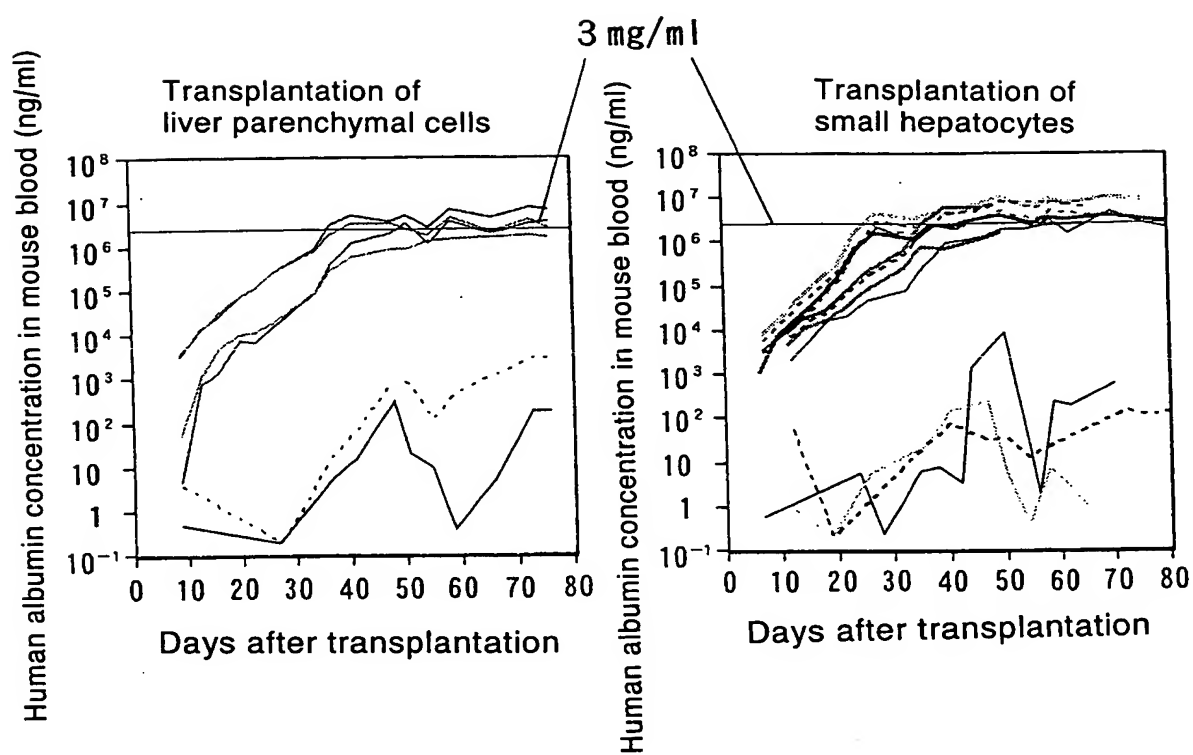 3 mg/ml
Transplantation of
liver parenchymal cells
Human albumin concentration in mouse blood (ng/ml)
10⁸
10⁷
10⁶
10⁵
10⁴
10³
10²
10
1
10⁻¹
0 10 20 30 40 50 60 70 80
Days after transplantation
Transplantation of
small hepatocytes
Human albumin concentration in mouse blood (ng/ml)
10⁸
10⁷
10⁶
10⁵
10⁴
10³
10²
10
1
10⁻¹
0 10 20 30 40 50 60 70 80
Days after transplantation